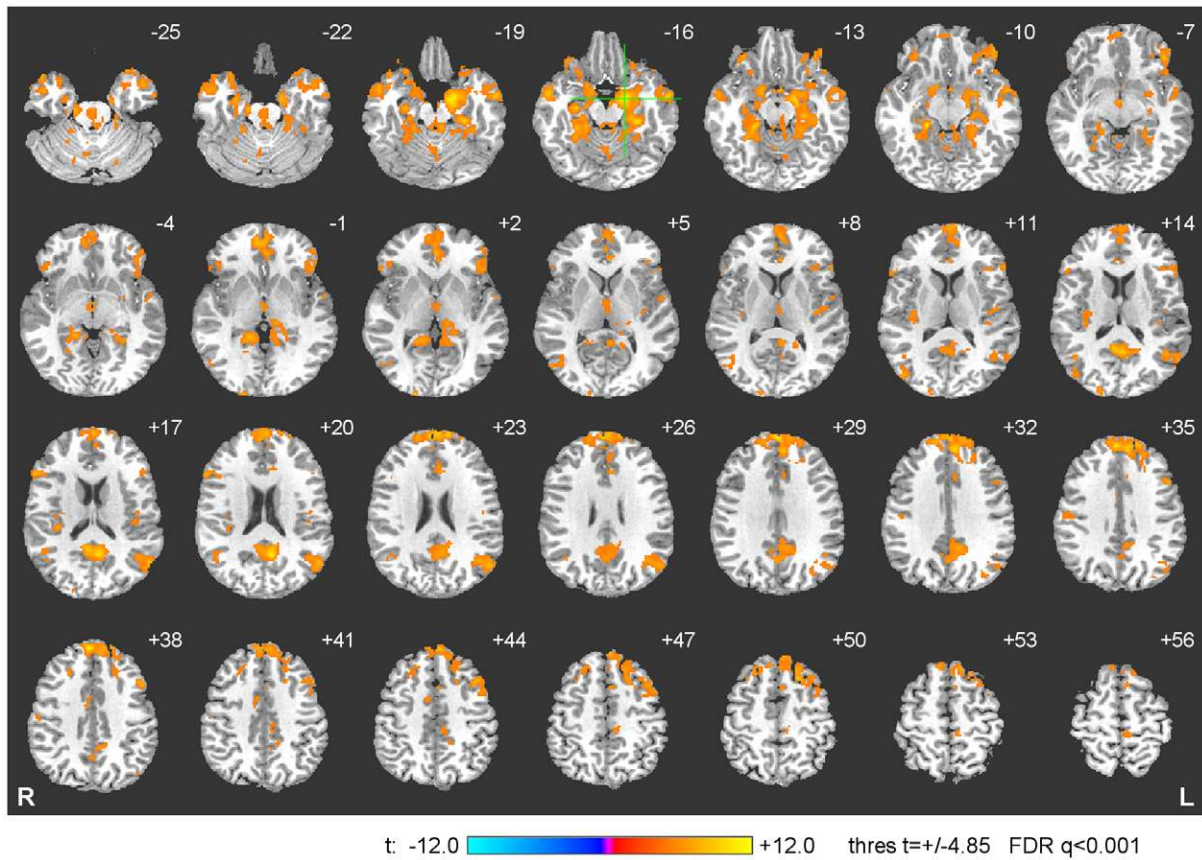 -25 -22 -19 -16 -13 -10 -7
-4 -1 +2 +5 +8 +11 +14
+17 +20 +23 +26 +29 +32 +35
+38 +41 +44 +47 +50 +53 +56
R L
t: -12.0 +12.0 thres t=+/-4.85 FDR q<0.001